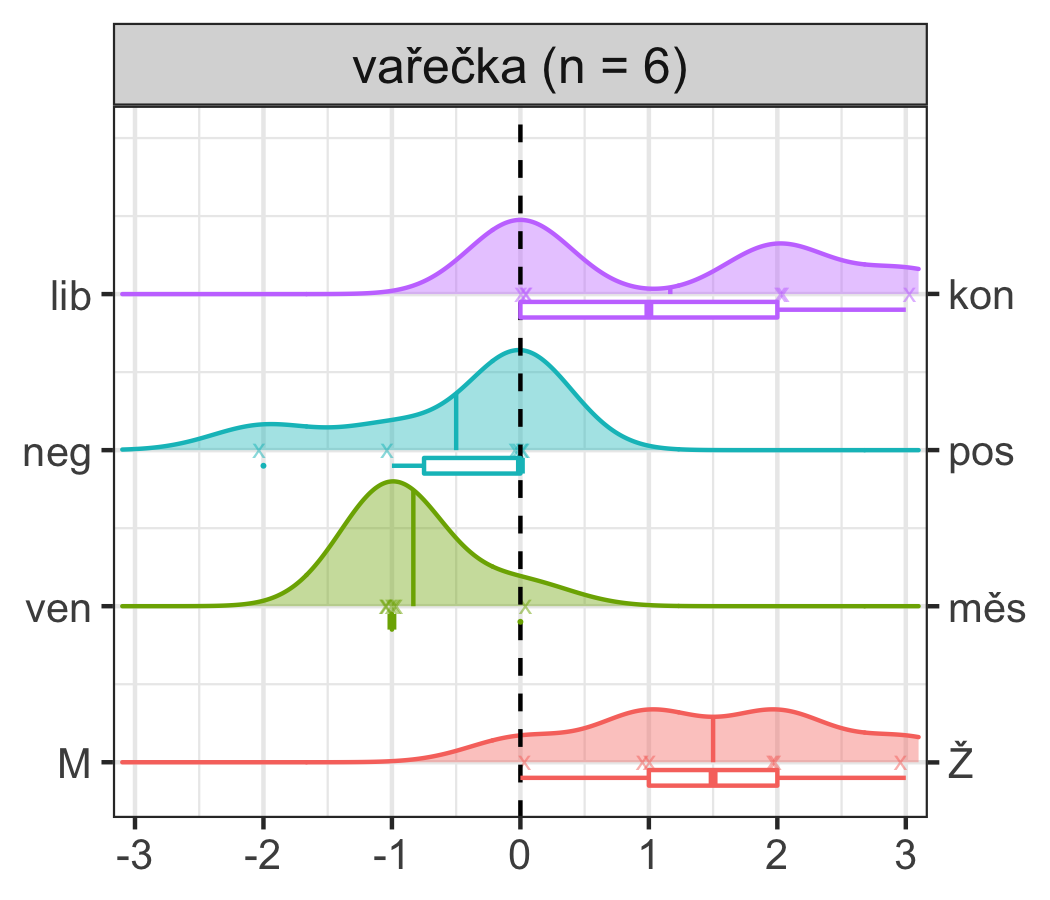 vařečka (n = 6)
lib kon
neg pos
ven měs
M Ž
-3 -2 -1 0 1 2 3